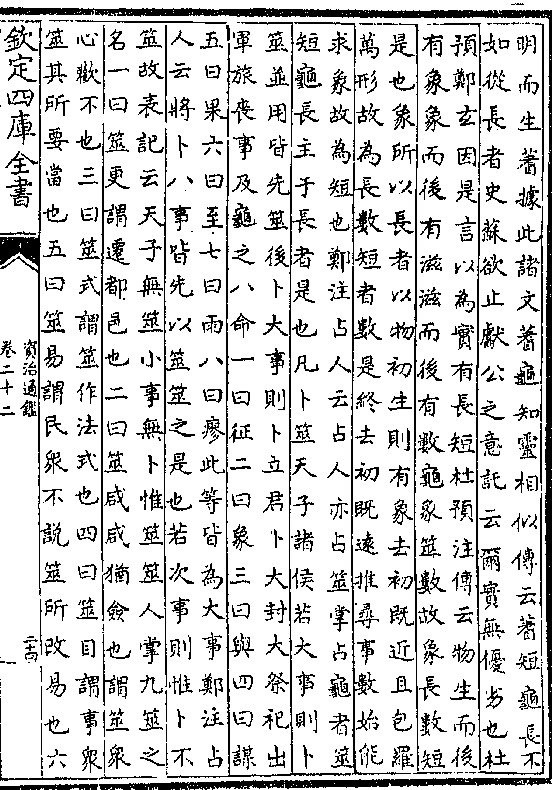 明而生蓍據此諸文蓍龜知靈相似傳云蓍短龜長不
如從長者史蘇欲止獻公之意託云爾實無優劣也杜
預鄭玄因是言以為實有長短杜預注傳云物生而後
有象象而後有滋滋而後有數龜象筮數故象長數短
是也象所以長者以物初生則有象去初既近且包羅
萬形故為長數短者數是終去初既遠推尋事數始能
求象故為短也鄭注占人云占人亦占筮掌占龜者筮
短龜長主于長者是也凡卜筮天子諸侯若大事則卜
筮並用皆先筮後卜大事則卜立君卜大封大祭祀出
軍旅喪事及龜之八命一曰征二曰象三曰與四曰謀
五曰果六曰至七曰雨八曰瘳此等皆為大事鄭注占
人云將卜八事皆先以筮筮之是也若次事則惟卜不
筮故表記云天子無筮小事無卜惟筮筮人掌九筮之
名一曰筮更謂遷都邑也二曰筮咸咸猶僉也謂筮衆
心歉不也三曰筮式謂筮作法式也四曰筮目謂事衆
筮其所要當也五曰筮易謂民衆不説筮所改易也六
欽定四庫全書
資治通鑑
卷二十二
二十四